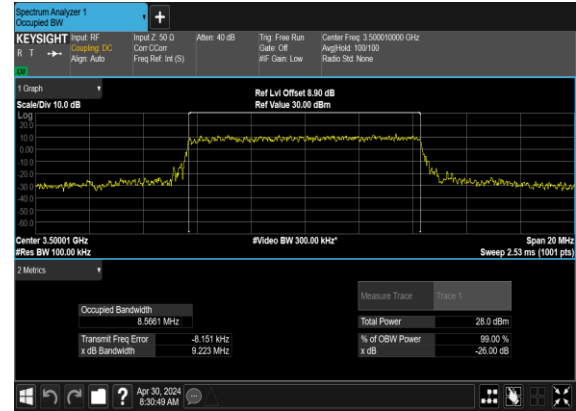 Spectrum Analyzer 1
Occupied BW
+
KEYSIGHT Input: RF Input Z: 50 Ω Atten: 40 dB Trig: Free Run Center Freq: 3.500010000 GHz
R T Coupling: DC Corr CCorr Gate: Off Avg|Hold: 100/100
Align: Auto Freq Ref: Int (S) #IF Gain: Low Radio Std: None
LV
1 Graph
Ref Lvl Offset 8.90 dB
Scale/Div 10.0 dB Ref Value 30.00 dBm
Log
20.0
10.0
0.00
-10.0
-20.0
-30.0
-40.0
-50.0
-60.0
Center 3.50001 GHz #Video BW 300.00 kHz* Span 20 MHz
#Res BW 100.00 kHz Sweep 2.53 ms (1001 pts)
2 Metrics
Measure Trace Trace 1
Occupied Bandwidth
8.5661 MHz
Total Power 28.0 dBm
Transmit Freq Error -8.151 kHz % of OBW Power 99.00 %
x dB Bandwidth 9.223 MHz x dB -26.00 dB
? Apr 30, 2024
8:30:49 AM